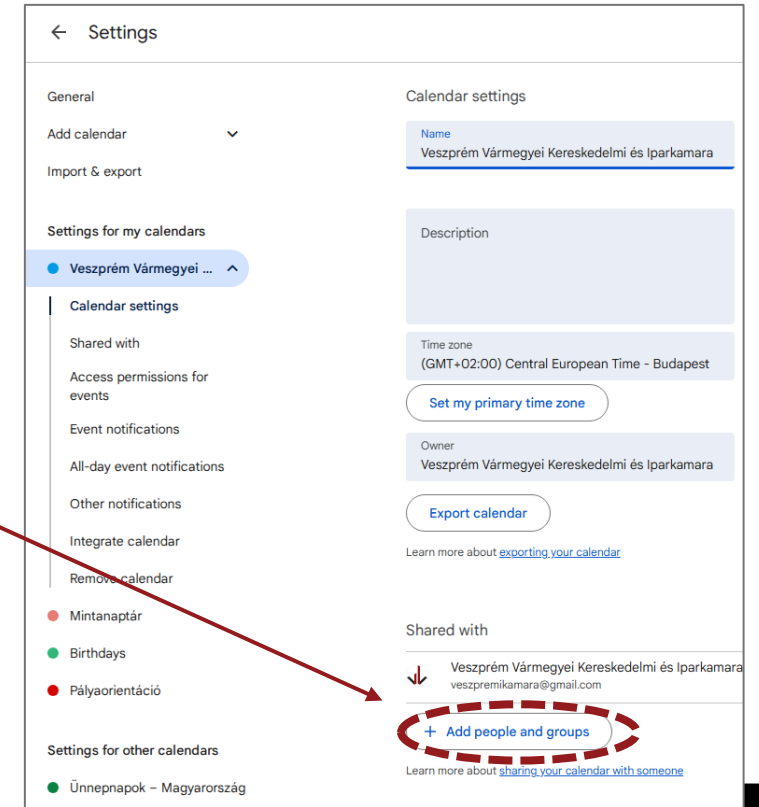 Settings
General
Add calendar
Import & export
Settings for my calendars
Veszprém Vármegyei ...
Calendar settings
Shared with
Access permissions for
events
Event notifications
All-day event notifications
Other notifications
Integrate calendar
Remove calendar
Mintanaptár
Birthdays
Pályaorientáció
Settings for other calendars
Ünnepnapok – Magyarország
Calendar settings
Name
Veszprém Vármegyei Kereskedelmi és Iparkamara
Description
Time zone
(GMT+02:00) Central European Time - Budapest
Set my primary time zone
Owner
Veszprém Vármegyei Kereskedelmi és Iparkamara
Export calendar
Learn more about exporting your calendar
Shared with
Veszprém Vármegyei Kereskedelmi és Iparkamara
veszpremikamara@gmail.com
+ Add people and groups
Learn more about sharing your calendar with someone